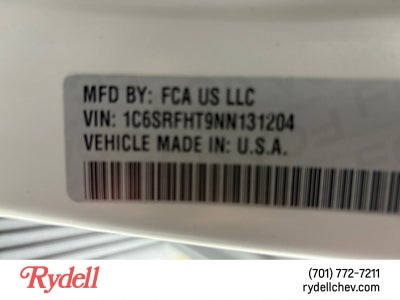 MFD BY: FCA US LLC
VIN: 1C6SRFHT9NN131204
VEHICLE MADE IN: U.S.A.
Rydell
(701) 772-7211
rydellchev.com